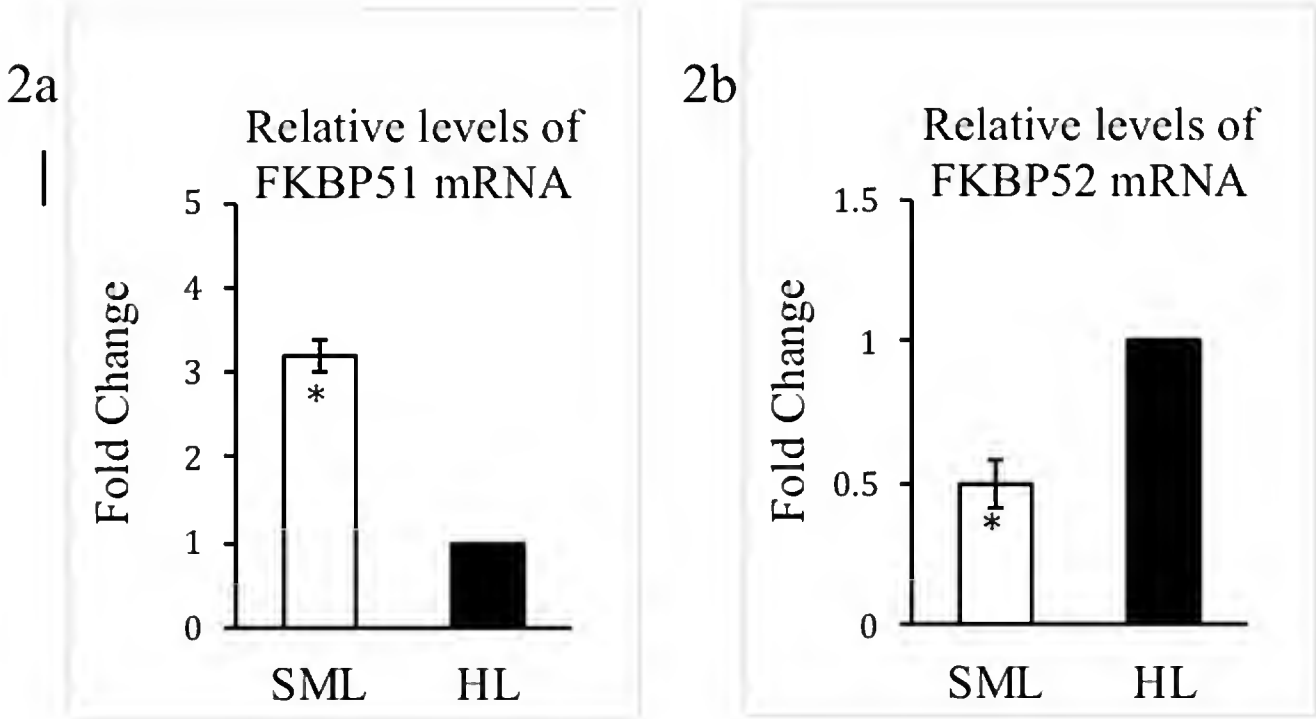 2a
Relative levels of
FKBP51 mRNA
Fold Change
5
4
3
2
1
0
*
SML
HL
2b
Relative levels of
FKBP52 mRNA
Fold Change
1.5
1
0.5
0
*
SML
HL